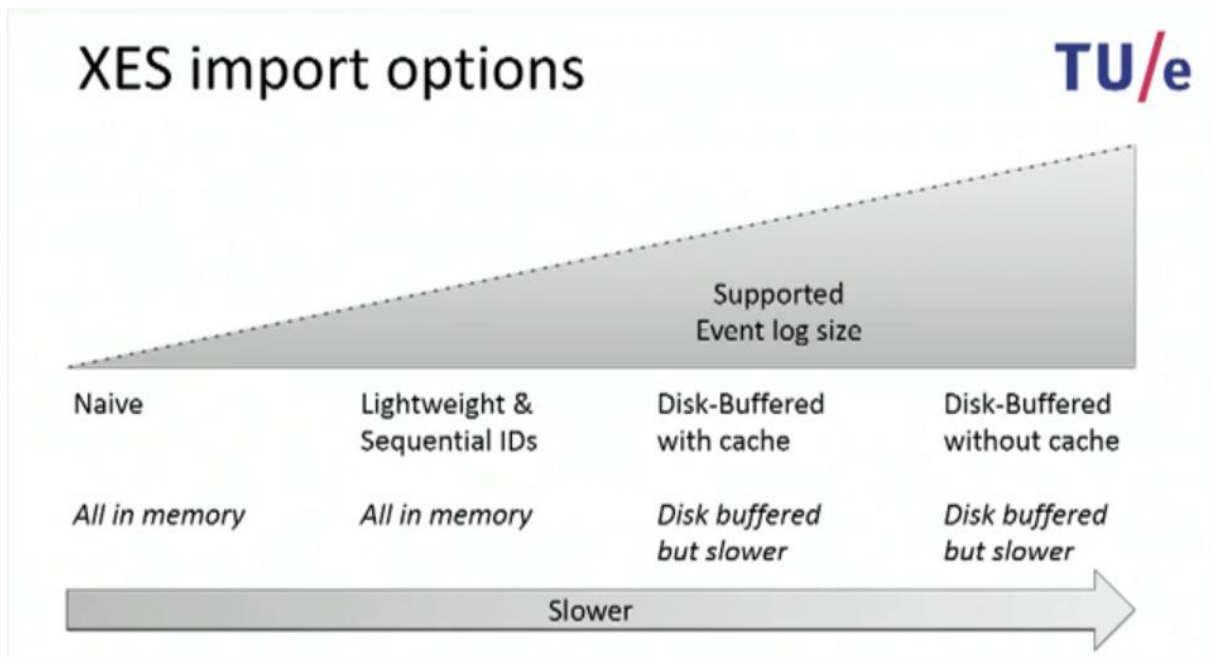 XES import options
TU/e
Supported
Event log size
Naive
Lightweight &
Sequential IDs
Disk-Buffered
with cache
Disk-Buffered
without cache
All in memory
All in memory
Disk buffered
but slower
Disk buffered
but slower
Slower